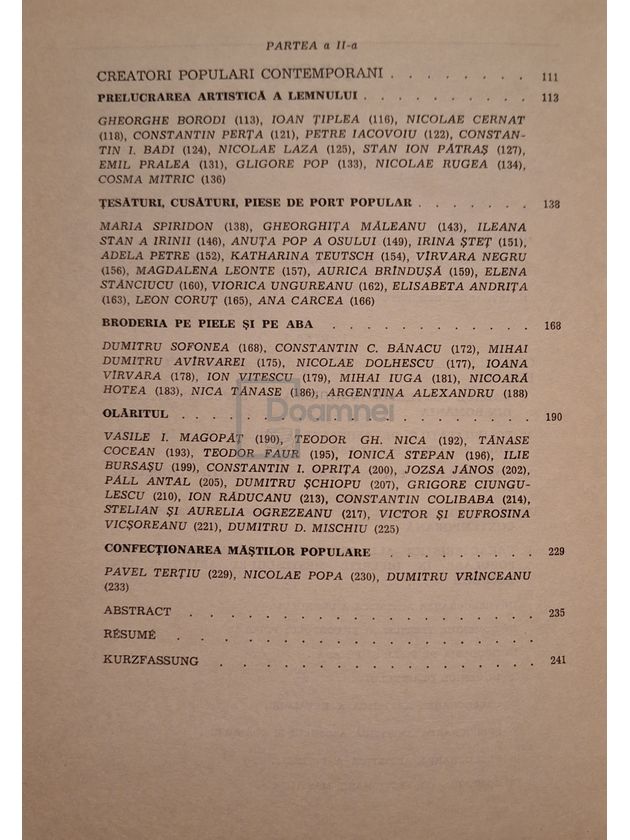 PARTEA a II-a
CREATORI POPULARI CONTEMPORANI . . . . . . . . 111
PRELUCRAREA ARTISTICĂ A LEMNULUI . . . . . . . . . 113
GHEORGHE BORODI (113), IOAN ȚIPLEA (116), NICOLAE CERNAT
(118), CONSTANTIN PERȚA (121), PETRE IACOVOIU (122), CONSTAN-
TIN I. BADI (124), NICOLAE LAZA (125), STAN ION PĂTRAȘ (127),
EMIL PRALEA (131), GLIGORE POP (133), NICOLAE RUGEA (134),
COSMA MITRIC (136)
ȚESĂTURI, CUSĂTURI, PIESE DE PORT POPULAR . . . . . . . 138
MARIA SPIRIDON (138), GHEORGHIȚA MĂLEANU (143), ILEANA
STAN A IRINII (146), ANUȚA POP A OSULUI (149), IRINA ȘTEȚ (151),
ADELA PETRE (152), KATHARINA TEUTSCH (154), VÎRVARA NEGRU
(156), MAGDALENA LEONTE (157), AURICA BRÎNDUȘĂ (159), ELENA
STĂNCIUCU (160), VIORICA UNGUREANU (162), ELISABETA ANDRIȚA
(163), LEON CORUȚ (165), ANA CARCEA (166)
BRODERIA PE PIELE ȘI PE ABA . . . . . . . . . . . 168
DUMITRU SOFONEA (168), CONSTANTIN C. BĂNACU (172), MIHAI
DUMITRU AVÎRVAREI (175), NICOLAE DOLHESCU (177), IOANA
VÎRVARA (178), ION VITESCU (179), MIHAI IUGA (181), NICOARĂ
HOTEA (183), NICA TĂNASE (186), ARGENTINA ALEXANDRU (188)
Doamnei
OLĂRITUL . . . . . . . . . . . . . . . . . . 190
VASILE I. MAGOPĂȚ (190), TEODOR GH. NICA (192), TĂNASE
COCEAN (193), TEODOR FAUR (195), IONICĂ STEPAN (196), ILIE
BURSAȘU (199), CONSTANTIN I. OPRIȚA (200), JOZSA JÁNOS (202),
PÁLL ANTAL (205), DUMITRU ȘCHIOPU (207), GRIGORE CIUNGU-
LESCU (210), ION RĂDUCANU (213), CONSTANTIN COLIBABA (214),
STELIAN ȘI AURELIA OGREZEANU (217), VICTOR ȘI EUFROSINA
VICȘOREANU (221), DUMITRU D. MISCHIU (225)
CONFECȚIONAREA MĂȘTILOR POPULARE . . . . . . . . 229
PAVEL TERȚIU (229), NICOLAE POPA (230), DUMITRU VRÎNCEANU
(233)
ABSTRACT . . . . . . . . . . . . . . . . . 235
RÉSUMÉ . . . . . . . . . . . . . . . . . .
KURZFASSUNG . . . . . . . . . . . . . . . . 241